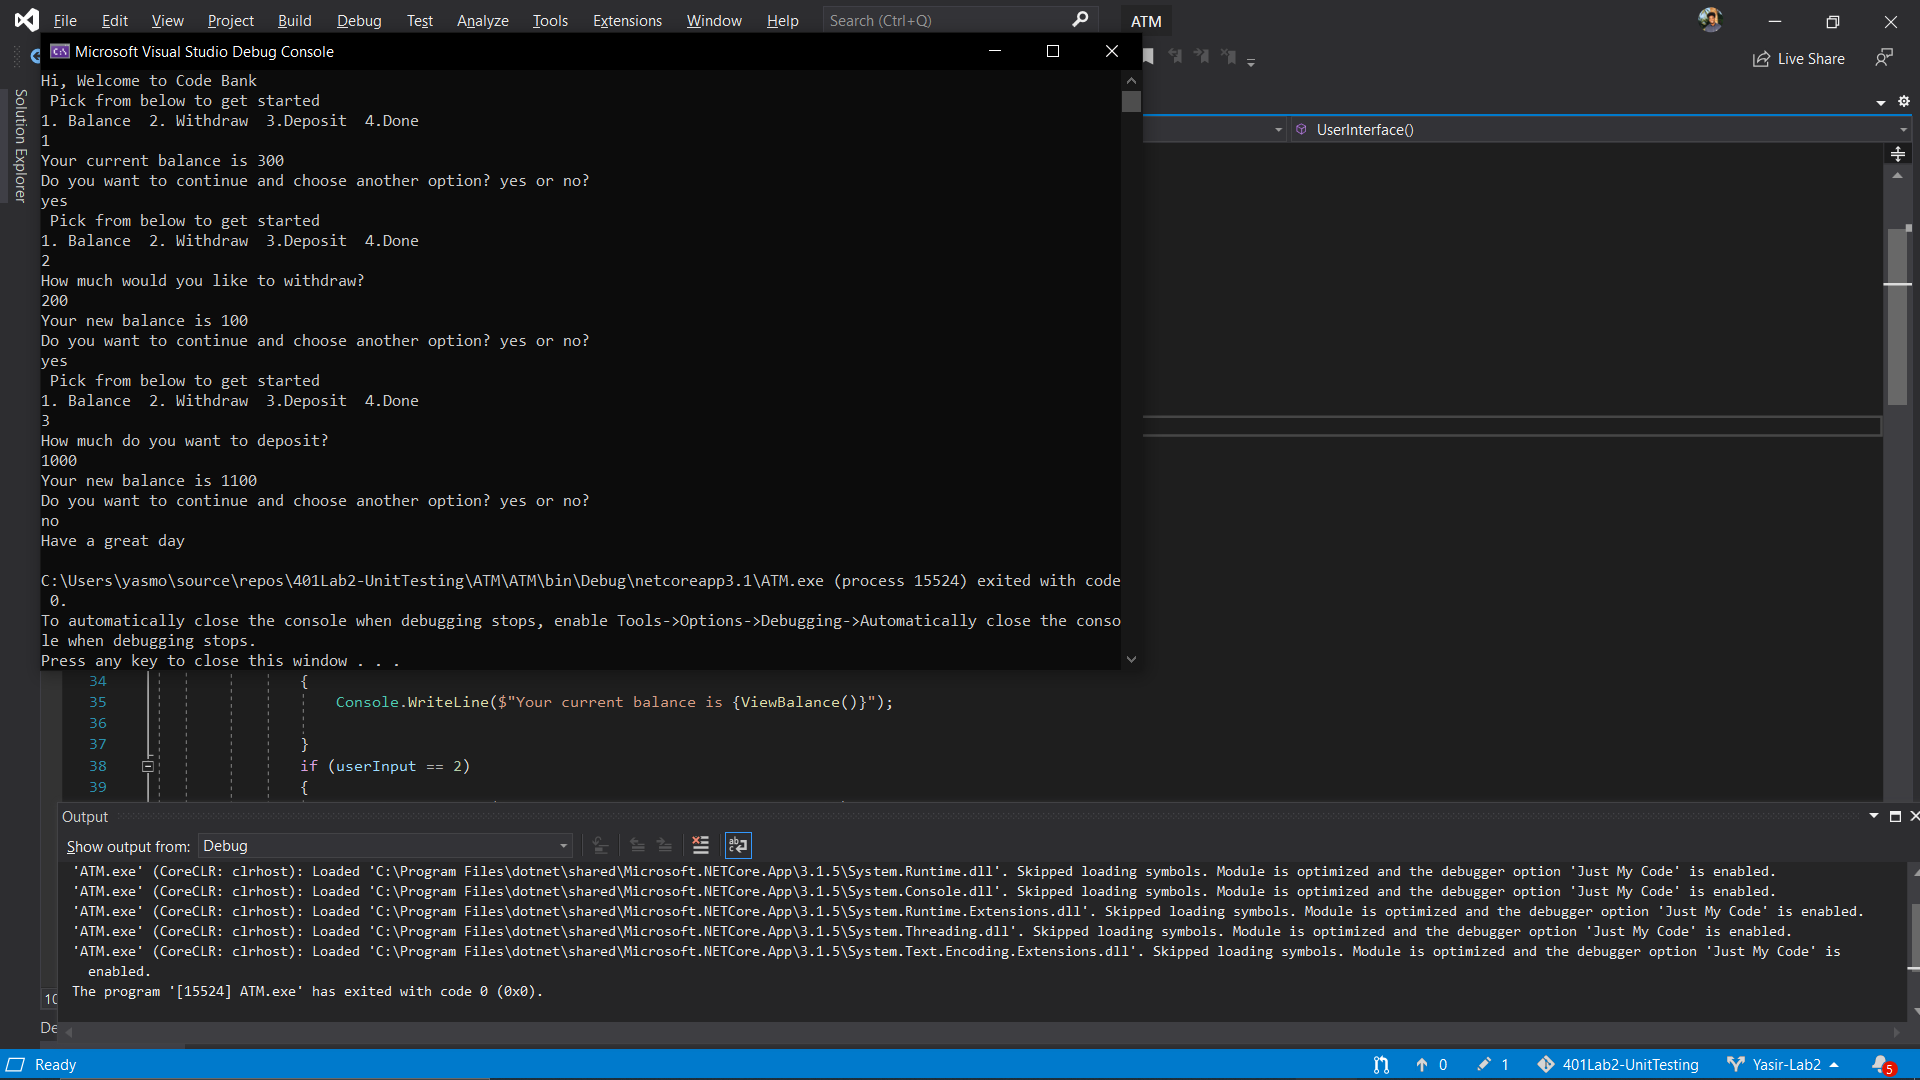 File Edit View Project Build Debug Test Analyze Tools Extensions Window Help Search (Ctrl+Q) ATM
Microsoft Visual Studio Debug Console
Live Share
Solution Explorer
UserInterface()
Hi, Welcome to Code Bank
Pick from below to get started
1. Balance 2. Withdraw 3.Deposit 4.Done
1
Your current balance is 300
Do you want to continue and choose another option? yes or no?
yes
Pick from below to get started
1. Balance 2. Withdraw 3.Deposit 4.Done
2
How much would you like to withdraw?
200
Your new balance is 100
Do you want to continue and choose another option? yes or no?
yes
Pick from below to get started
1. Balance 2. Withdraw 3.Deposit 4.Done
3
How much do you want to deposit?
1000
Your new balance is 1100
Do you want to continue and choose another option? yes or no?
no
Have a great day
C:\Users\yasmo\source\repos\401Lab2-UnitTesting\ATM\ATM\bin\Debug\netcoreapp3.1\ATM.exe (process 15524) exited with code
0.
To automatically close the console when debugging stops, enable Tools->Options->Debugging->Automatically close the conso
le when debugging stops.
Press any key to close this window . . .
34 {
35 Console.WriteLine($"Your current balance is {ViewBalance()}");
36
37 }
38 if (userInput == 2)
39 {
Output
Show output from: Debug
'ATM.exe' (CoreCLR: clrhost): Loaded 'C:\Program Files\dotnet\shared\Microsoft.NETCore.App\3.1.5\System.Runtime.dll'. Skipped loading symbols. Module is optimized and the debugger option 'Just My Code' is enabled.
'ATM.exe' (CoreCLR: clrhost): Loaded 'C:\Program Files\dotnet\shared\Microsoft.NETCore.App\3.1.5\System.Console.dll'. Skipped loading symbols. Module is optimized and the debugger option 'Just My Code' is enabled.
'ATM.exe' (CoreCLR: clrhost): Loaded 'C:\Program Files\dotnet\shared\Microsoft.NETCore.App\3.1.5\System.Runtime.Extensions.dll'. Skipped loading symbols. Module is optimized and the debugger option 'Just My Code' is enabled.
'ATM.exe' (CoreCLR: clrhost): Loaded 'C:\Program Files\dotnet\shared\Microsoft.NETCore.App\3.1.5\System.Threading.dll'. Skipped loading symbols. Module is optimized and the debugger option 'Just My Code' is enabled.
'ATM.exe' (CoreCLR: clrhost): Loaded 'C:\Program Files\dotnet\shared\Microsoft.NETCore.App\3.1.5\System.Text.Encoding.Extensions.dll'. Skipped loading symbols. Module is optimized and the debugger option 'Just My Code' is
enabled.
The program '[15524] ATM.exe' has exited with code 0 (0x0).
10
De
Ready 0 1 401Lab2-UnitTesting Yasir-Lab2 5